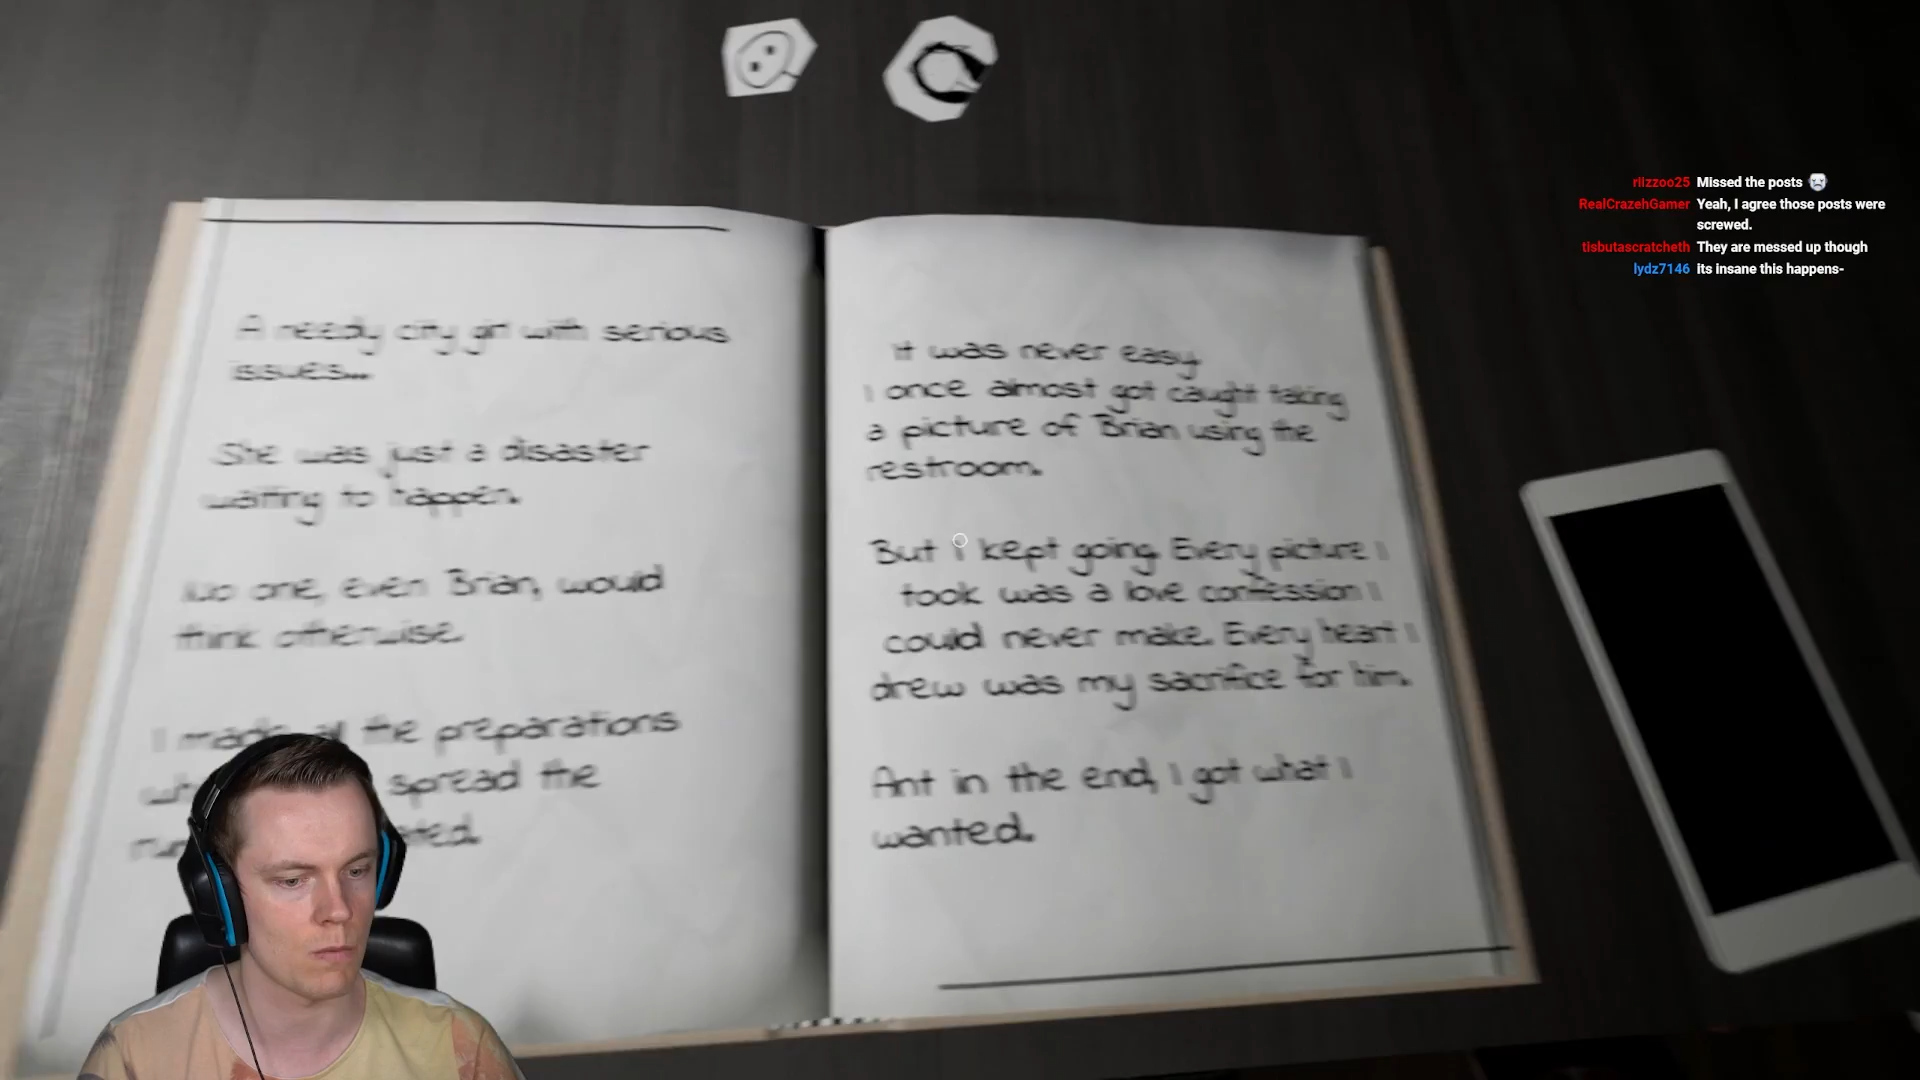 riizzoo25 Missed the posts
RealCrazehGamer Yeah, I agree those posts were
screwed.
tisbutascratcheth They are messed up though
lydz7146 its insane this happens-
A needy city girl with serious
issues...
She was just a disaster
waiting to happen.
No one, even Brian, would
think otherwise.
I made all the preparations
spread the
It was never easy.
I once almost got caught taking
a picture of Brian using the
restroom.
But I kept going. Every picture I
took was a love confession I
could never make. Every heart I
drew was my sacrifice for him.
Ant in the end, I got what I
wanted.